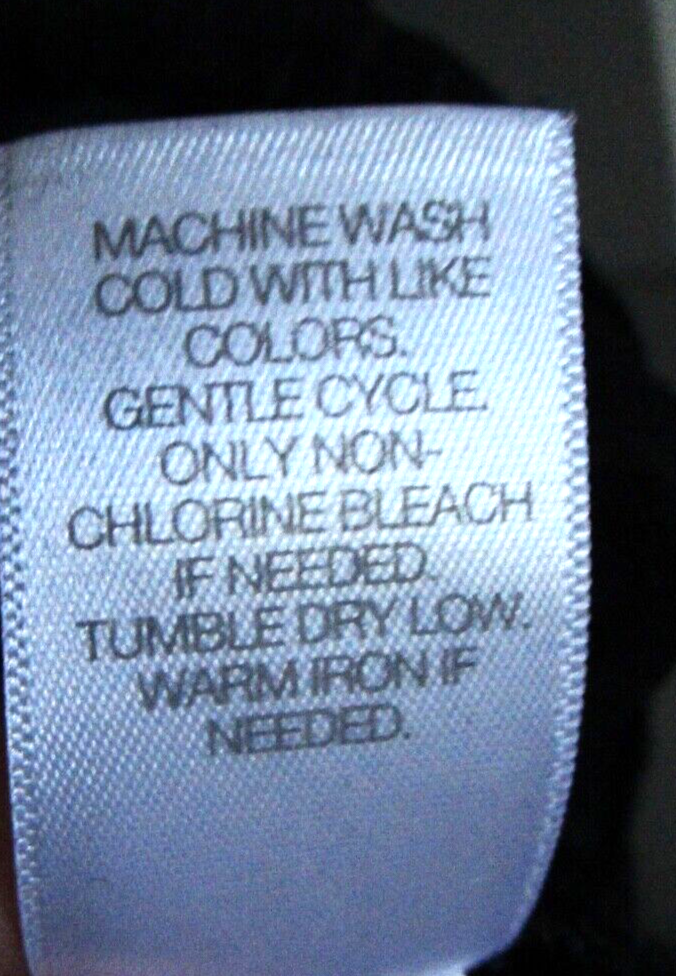 MACHINE WASH
COLD WITH LIKE
COLORS.
GENTLE CYCLE.
ONLY NON-
CHLORINE BLEACH
IF NEEDED.
TUMBLE DRY LOW.
WARM IRON IF
NEEDED.